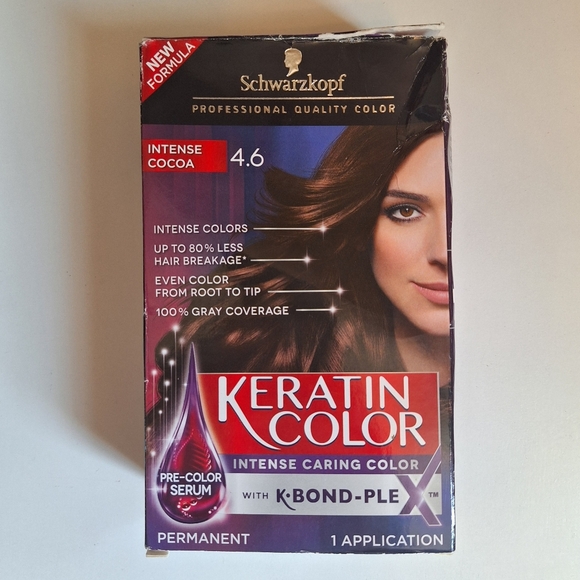 NEW
FORMULA
Schwarzkopf
PROFESSIONAL QUALITY COLOR
INTENSE
COCOA
4.6
INTENSE COLORS
UP TO 80% LESS
HAIR BREAKAGE*
EVEN COLOR
FROM ROOT TO TIP
100% GRAY COVERAGE
KERATIN
COLOR
INTENSE CARING COLOR
PRE-COLOR
SERUM
WITH K•BOND-PLEX™
PERMANENT
1 APPLICATION